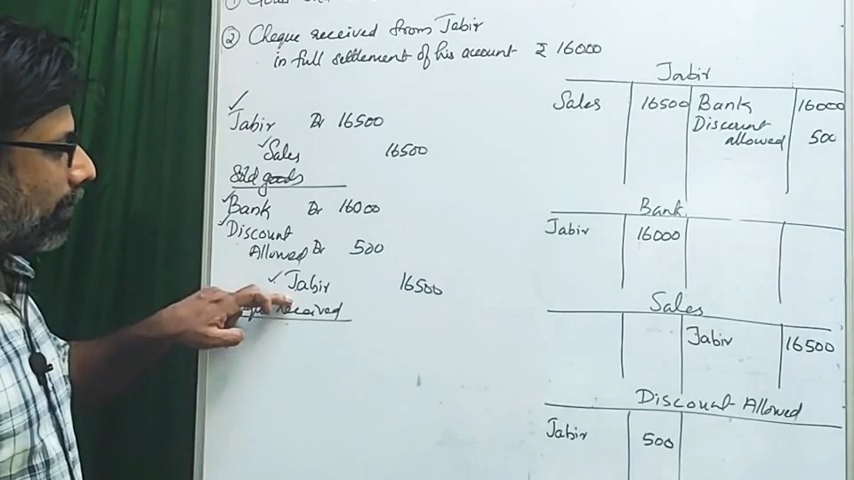 ②  Cheque received from Jabir
in full settlement of his account ₹ 16000
Jabir Dr 16500
Sales 16500
Sold goods
Bank Dr 16000
Discount
Allowed Dr 500
Jabir 16500
received
Jabir
Sales 16500 Bank 16000
Discount
allowed 500
Bank
Jabir 16000
Sales
Jabir 16500
Discount Allowed
Jabir 500